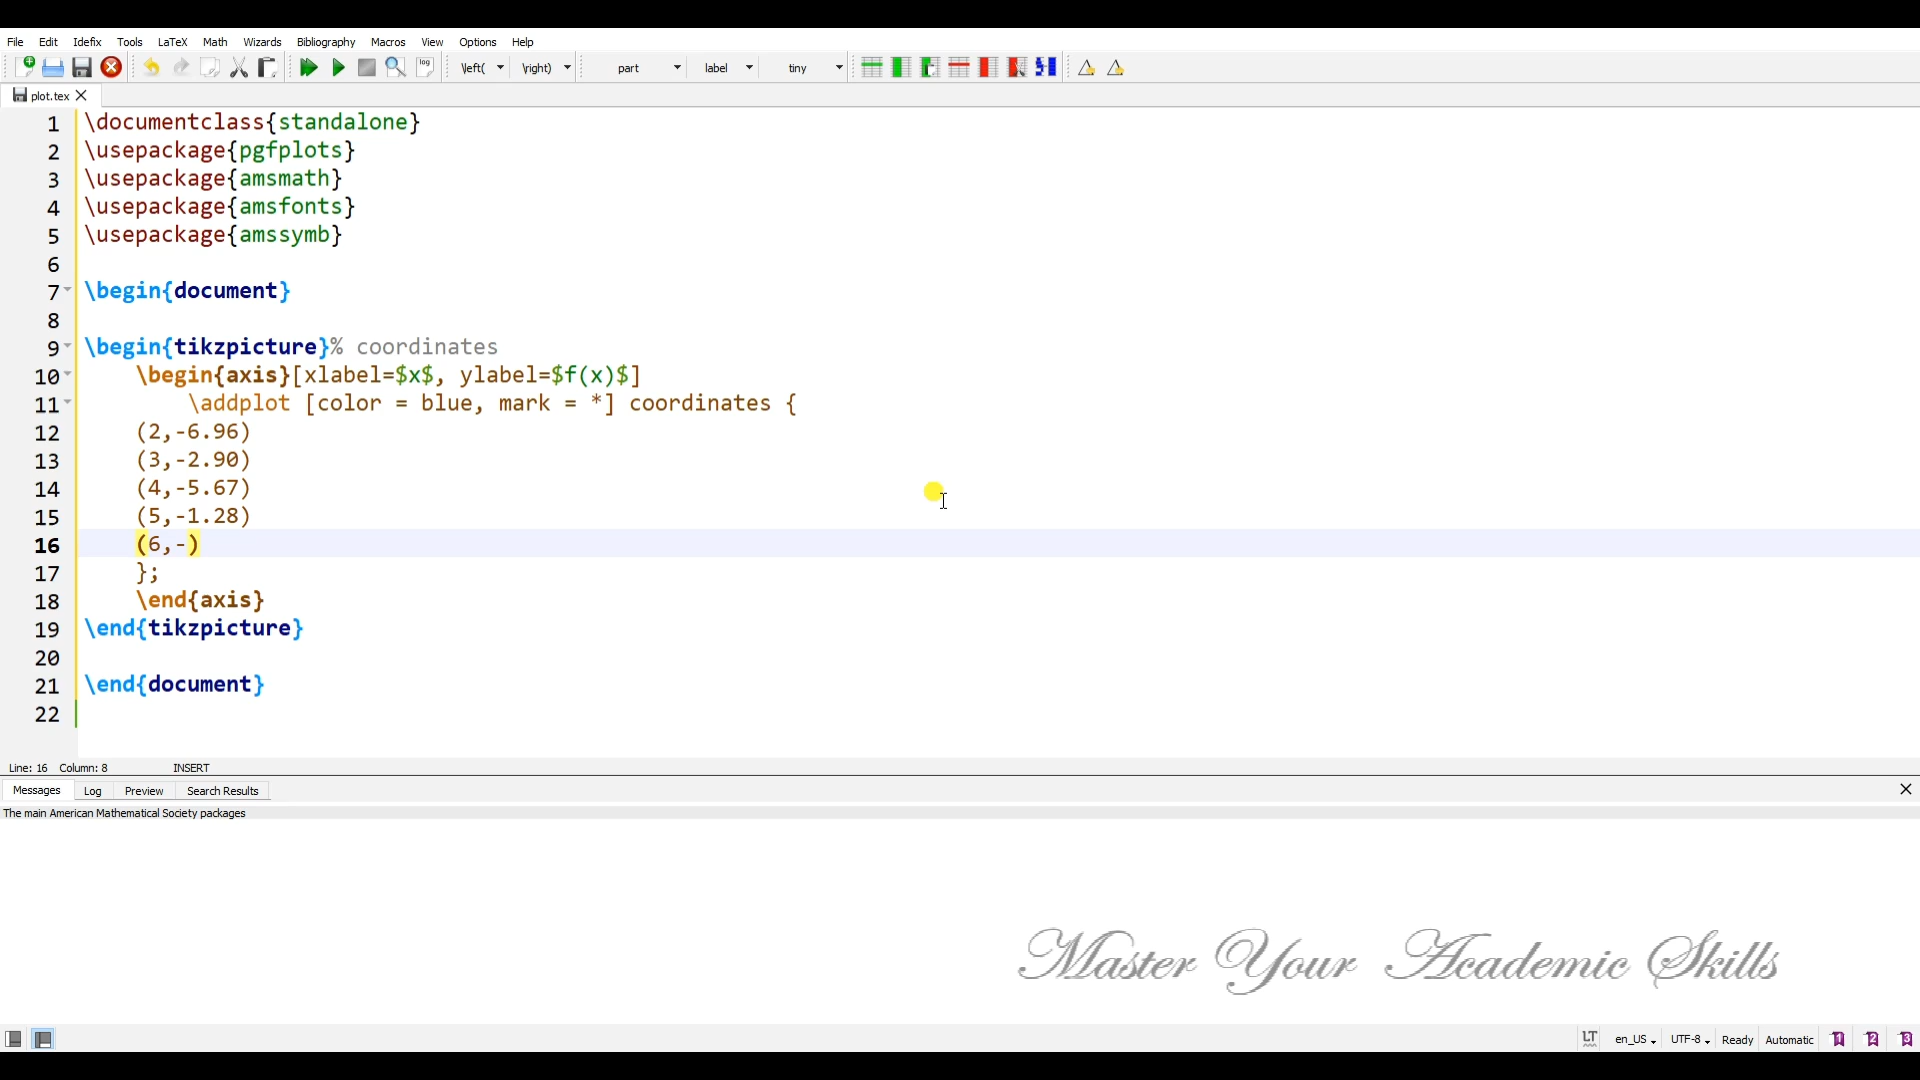 File Edit Idefix Tools LaTeX Math Wizards Bibliography Macros View Options Help
log \left( \right) part label tiny
plot.tex
1 \documentclass{standalone}
2 \usepackage{pgfplots}
3 \usepackage{amsmath}
4 \usepackage{amsfonts}
5 \usepackage{amssymb}
6
7 \begin{document}
8
9 \begin{tikzpicture}% coordinates
10 \begin{axis}[xlabel=$x$, ylabel=$f(x)$]
11 \addplot [color = blue, mark = *] coordinates {
12 (2,-6.96)
13 (3,-2.90)
14 (4,-5.67)
15 (5,-1.28)
16 (6,-)
17 };
18 \end{axis}
19 \end{tikzpicture}
20
21 \end{document}
22
Line: 16 Column: 8 INSERT
Messages Log Preview Search Results
The main American Mathematical Society packages
Master Your Academic Skills
LT en_US UTF-8 Ready Automatic 1 2 3